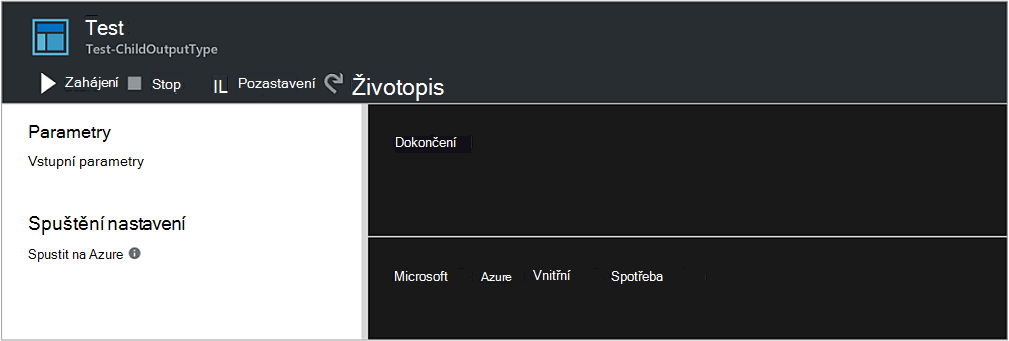 Test
Test-ChildOutputType
Zahájení Stop IL Pozastavení Životopis
Parametry
Vstupní parametry
Spuštění nastavení
Spustit na Azure
Dokončení
Microsoft Azure Vnitřní Spotřeba